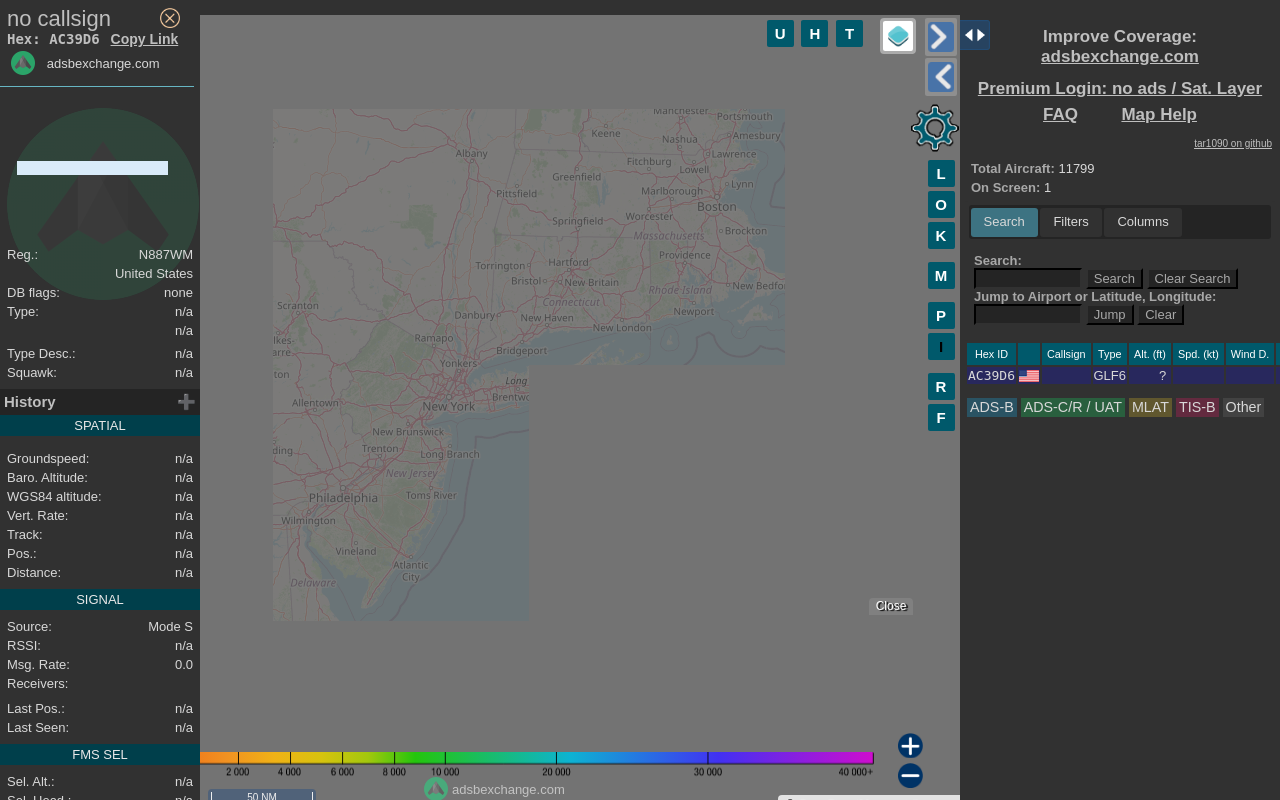 no callsign
Hex: AC39D6 Copy Link
adsbexchange.com
Reg.: N887WM
United States
DB flags: none
Type: n/a
n/a
Type Desc.: n/a
Squawk: n/a
History
SPATIAL
Groundspeed: n/a
Baro. Altitude: n/a
WGS84 altitude: n/a
Vert. Rate: n/a
Track: n/a
Pos.: n/a
Distance: n/a
SIGNAL
Source: Mode S
RSSI: n/a
Msg. Rate: 0.0
Receivers:
Last Pos.: n/a
Last Seen: n/a
FMS SEL
Sel. Alt.: n/a
Sel. Head.: n/a
U H T
L
O
K
M
P
I
R
F
Manchester
Portsmouth
Keene
Nashua
Amesbury
Albany
Fitchburg
Lawrence
Greenfield
Lowell
Pittsfield
Marlborough
Lynn
Springfield
Worcester
Boston
Massachusetts
Brockton
Torrington
Hartford
Providence
Bristol
New Britain
Rhode Island
New Bedfor
Scranton
Connecticut
Danbury
New Haven
New London
Newport
ilkes
arre
Ramapo
Bridgeport
Yonkers
ton
Long
Allentown
New York
Brentwo
New Brunswick
ding
Trenton
Long Branch
New Jersey
Philadelphia
Toms River
Wilmington
Vineland
Atlantic
City
Delaware
Close
2 000 4 000 6 000 8 000 10 000 20 000 30 000 40 000+
50 NM
adsbexchange.com
Improve Coverage:
adsbexchange.com
Premium Login: no ads / Sat. Layer
FAQ Map Help
tar1090 on github
Total Aircraft: 11799
On Screen: 1
Search Filters Columns
Search:
Search Clear Search
Jump to Airport or Latitude, Longitude:
Jump Clear
Hex ID Callsign Type Alt. (ft) Spd. (kt) Wind D.
AC39D6 GLF6 ?
ADS-B ADS-C/R / UAT MLAT TIS-B Other